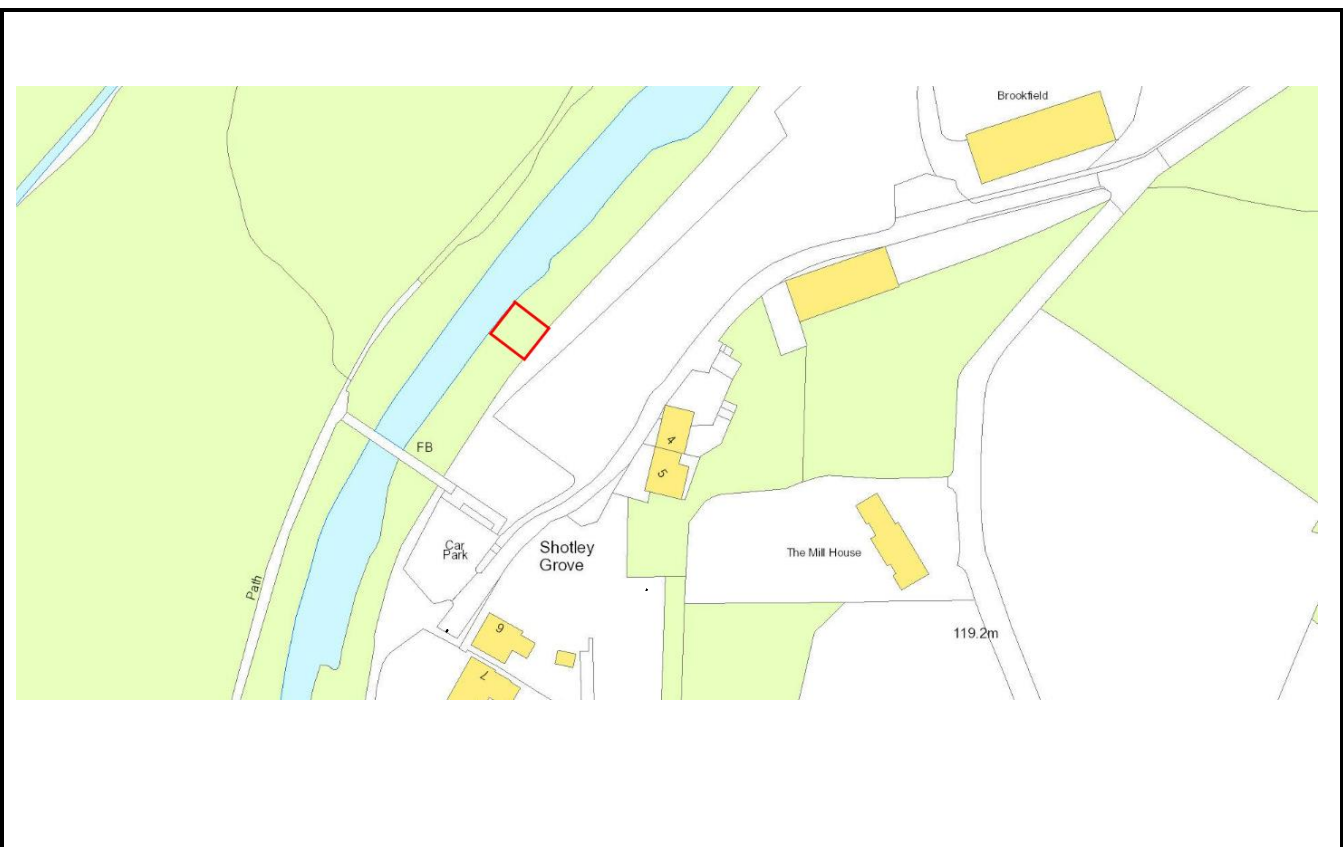 Brookfield
FB
Car
Park
Shotley
Grove
4
5
The Mill House
Path
6
7
119.2m